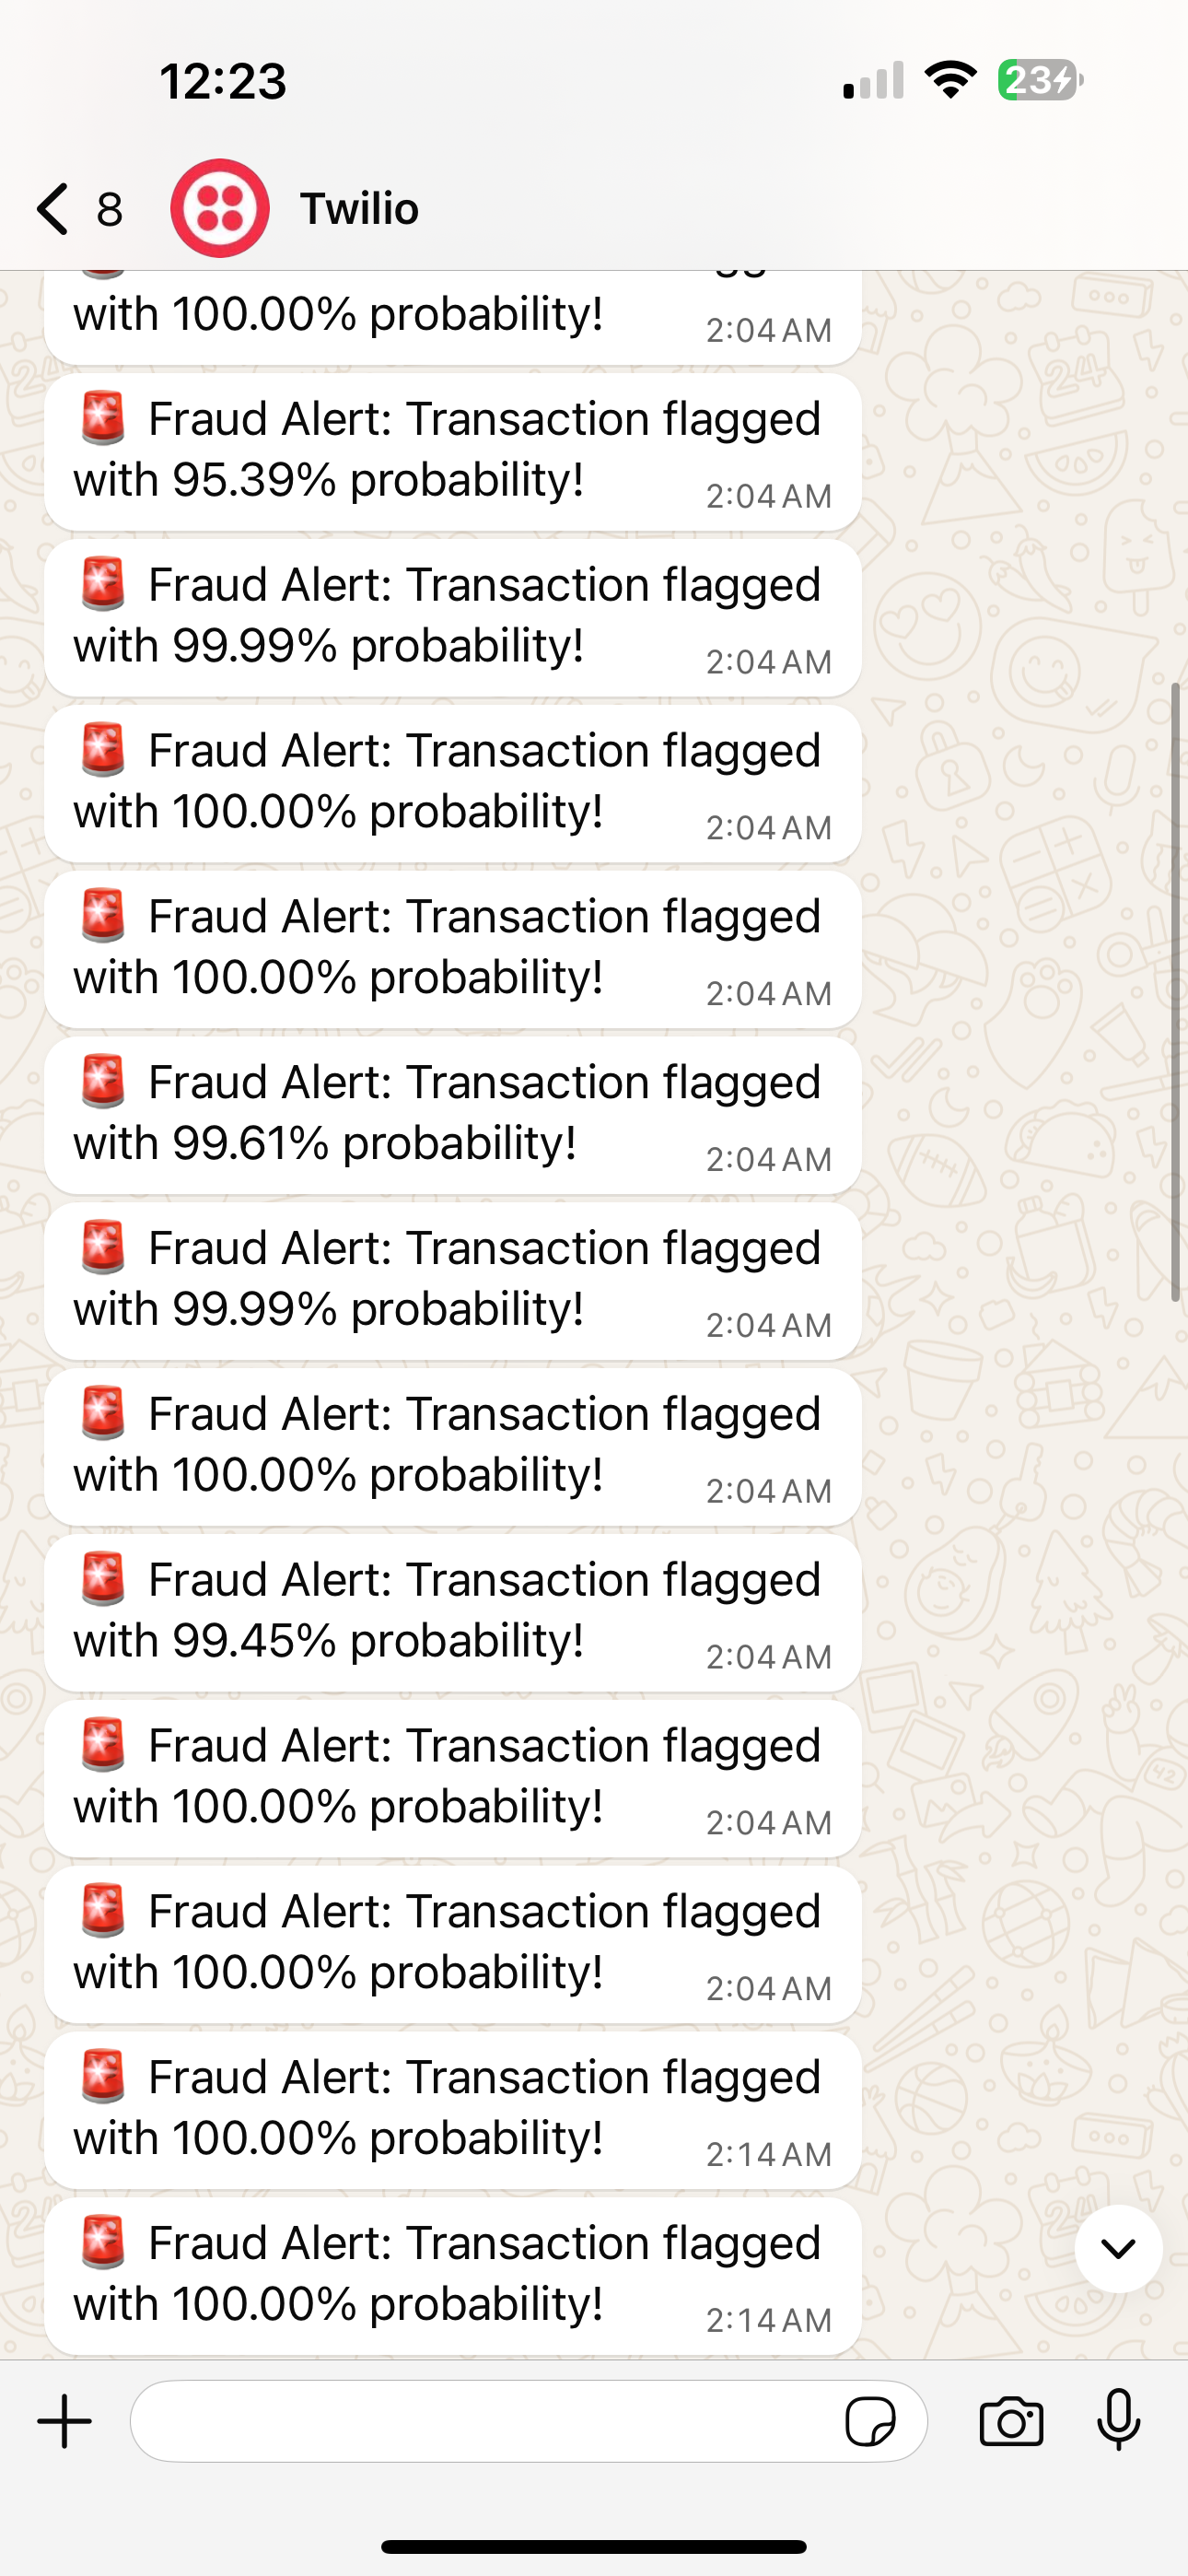 12:23
23
8 Twilio
with 100.00% probability!
2:04 AM
🚨 Fraud Alert: Transaction flagged
with 95.39% probability!
2:04 AM
🚨 Fraud Alert: Transaction flagged
with 99.99% probability!
2:04 AM
🚨 Fraud Alert: Transaction flagged
with 100.00% probability!
2:04 AM
🚨 Fraud Alert: Transaction flagged
with 100.00% probability!
2:04 AM
🚨 Fraud Alert: Transaction flagged
with 99.61% probability!
2:04 AM
🚨 Fraud Alert: Transaction flagged
with 99.99% probability!
2:04 AM
🚨 Fraud Alert: Transaction flagged
with 100.00% probability!
2:04 AM
🚨 Fraud Alert: Transaction flagged
with 99.45% probability!
2:04 AM
🚨 Fraud Alert: Transaction flagged
with 100.00% probability!
2:04 AM
🚨 Fraud Alert: Transaction flagged
with 100.00% probability!
2:04 AM
🚨 Fraud Alert: Transaction flagged
with 100.00% probability!
2:14 AM
🚨 Fraud Alert: Transaction flagged
with 100.00% probability!
2:14 AM